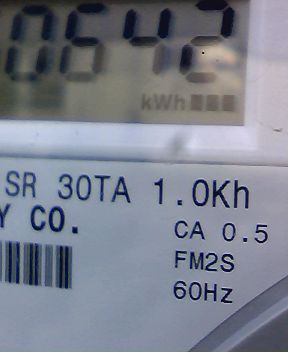 0642
kWh
SR 30TA 1.0Kh
Y CO.
CA 0.5
FM2S
60Hz